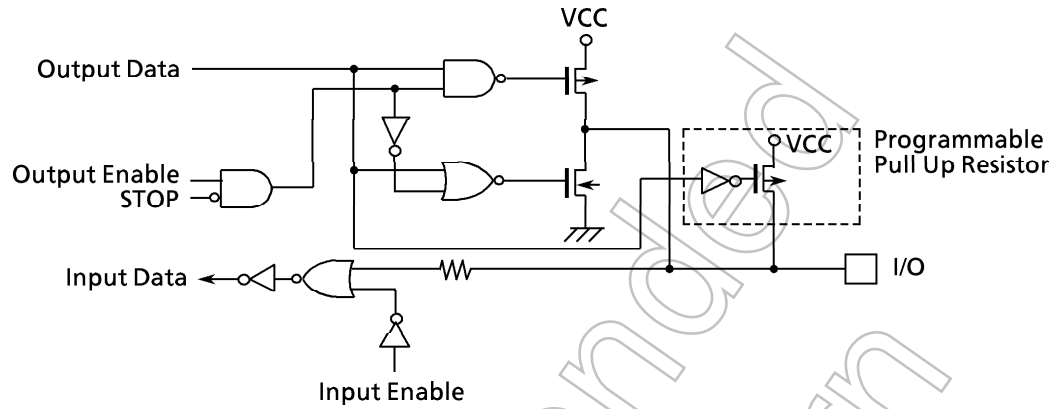 VCC
Output Data
VCC
Programmable
Pull Up Resistor
Output Enable
STOP
Input Data
I/O
Input Enable